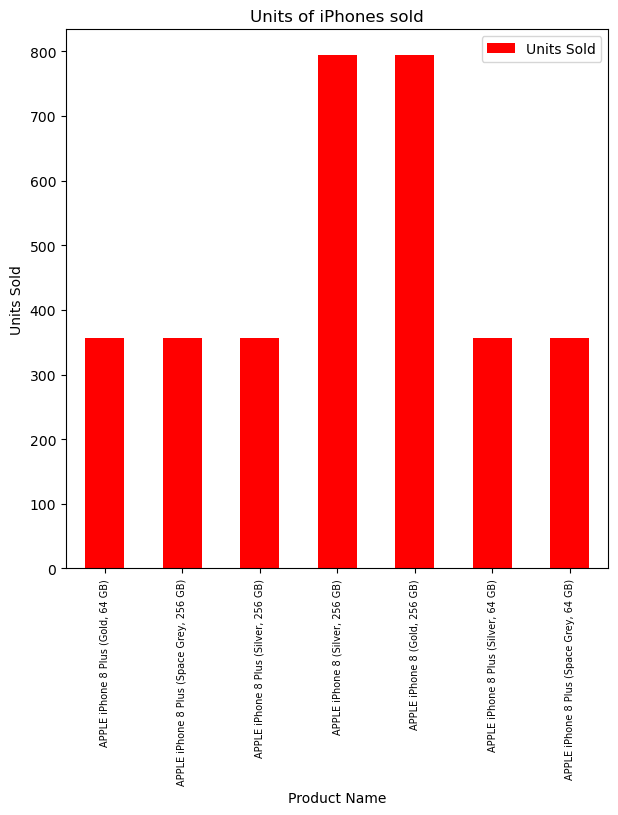 Units of iPhones sold
Units Sold
Units Sold
800
700
600
500
400
300
200
100
0
APPLE iPhone 8 Plus (Gold, 64 GB)
APPLE iPhone 8 Plus (Space Grey, 256 GB)
APPLE iPhone 8 Plus (Silver, 256 GB)
APPLE iPhone 8 (Silver, 256 GB)
APPLE iPhone 8 (Gold, 256 GB)
APPLE iPhone 8 Plus (Silver, 64 GB)
APPLE iPhone 8 Plus (Space Grey, 64 GB)
Product Name